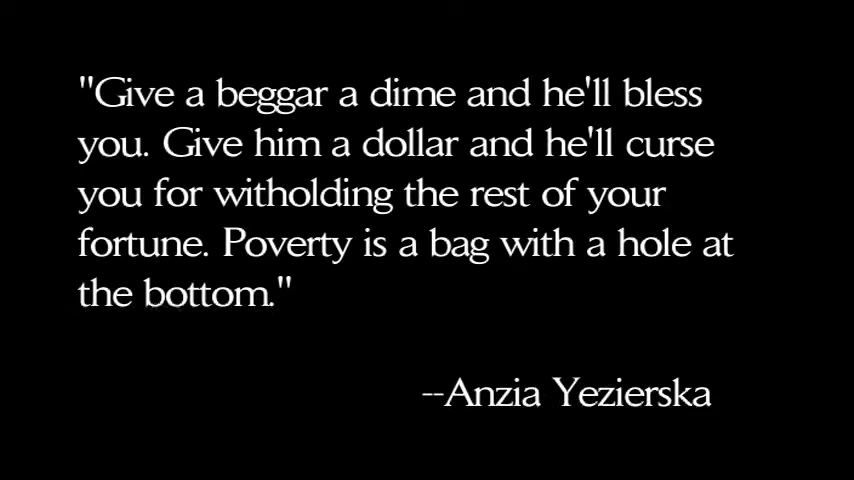 "Give a beggar a dime and he'll bless
you. Give him a dollar and he'll curse
you for witholding the rest of your
fortune. Poverty is a bag with a hole at
the bottom."
--Anzia Yezierska